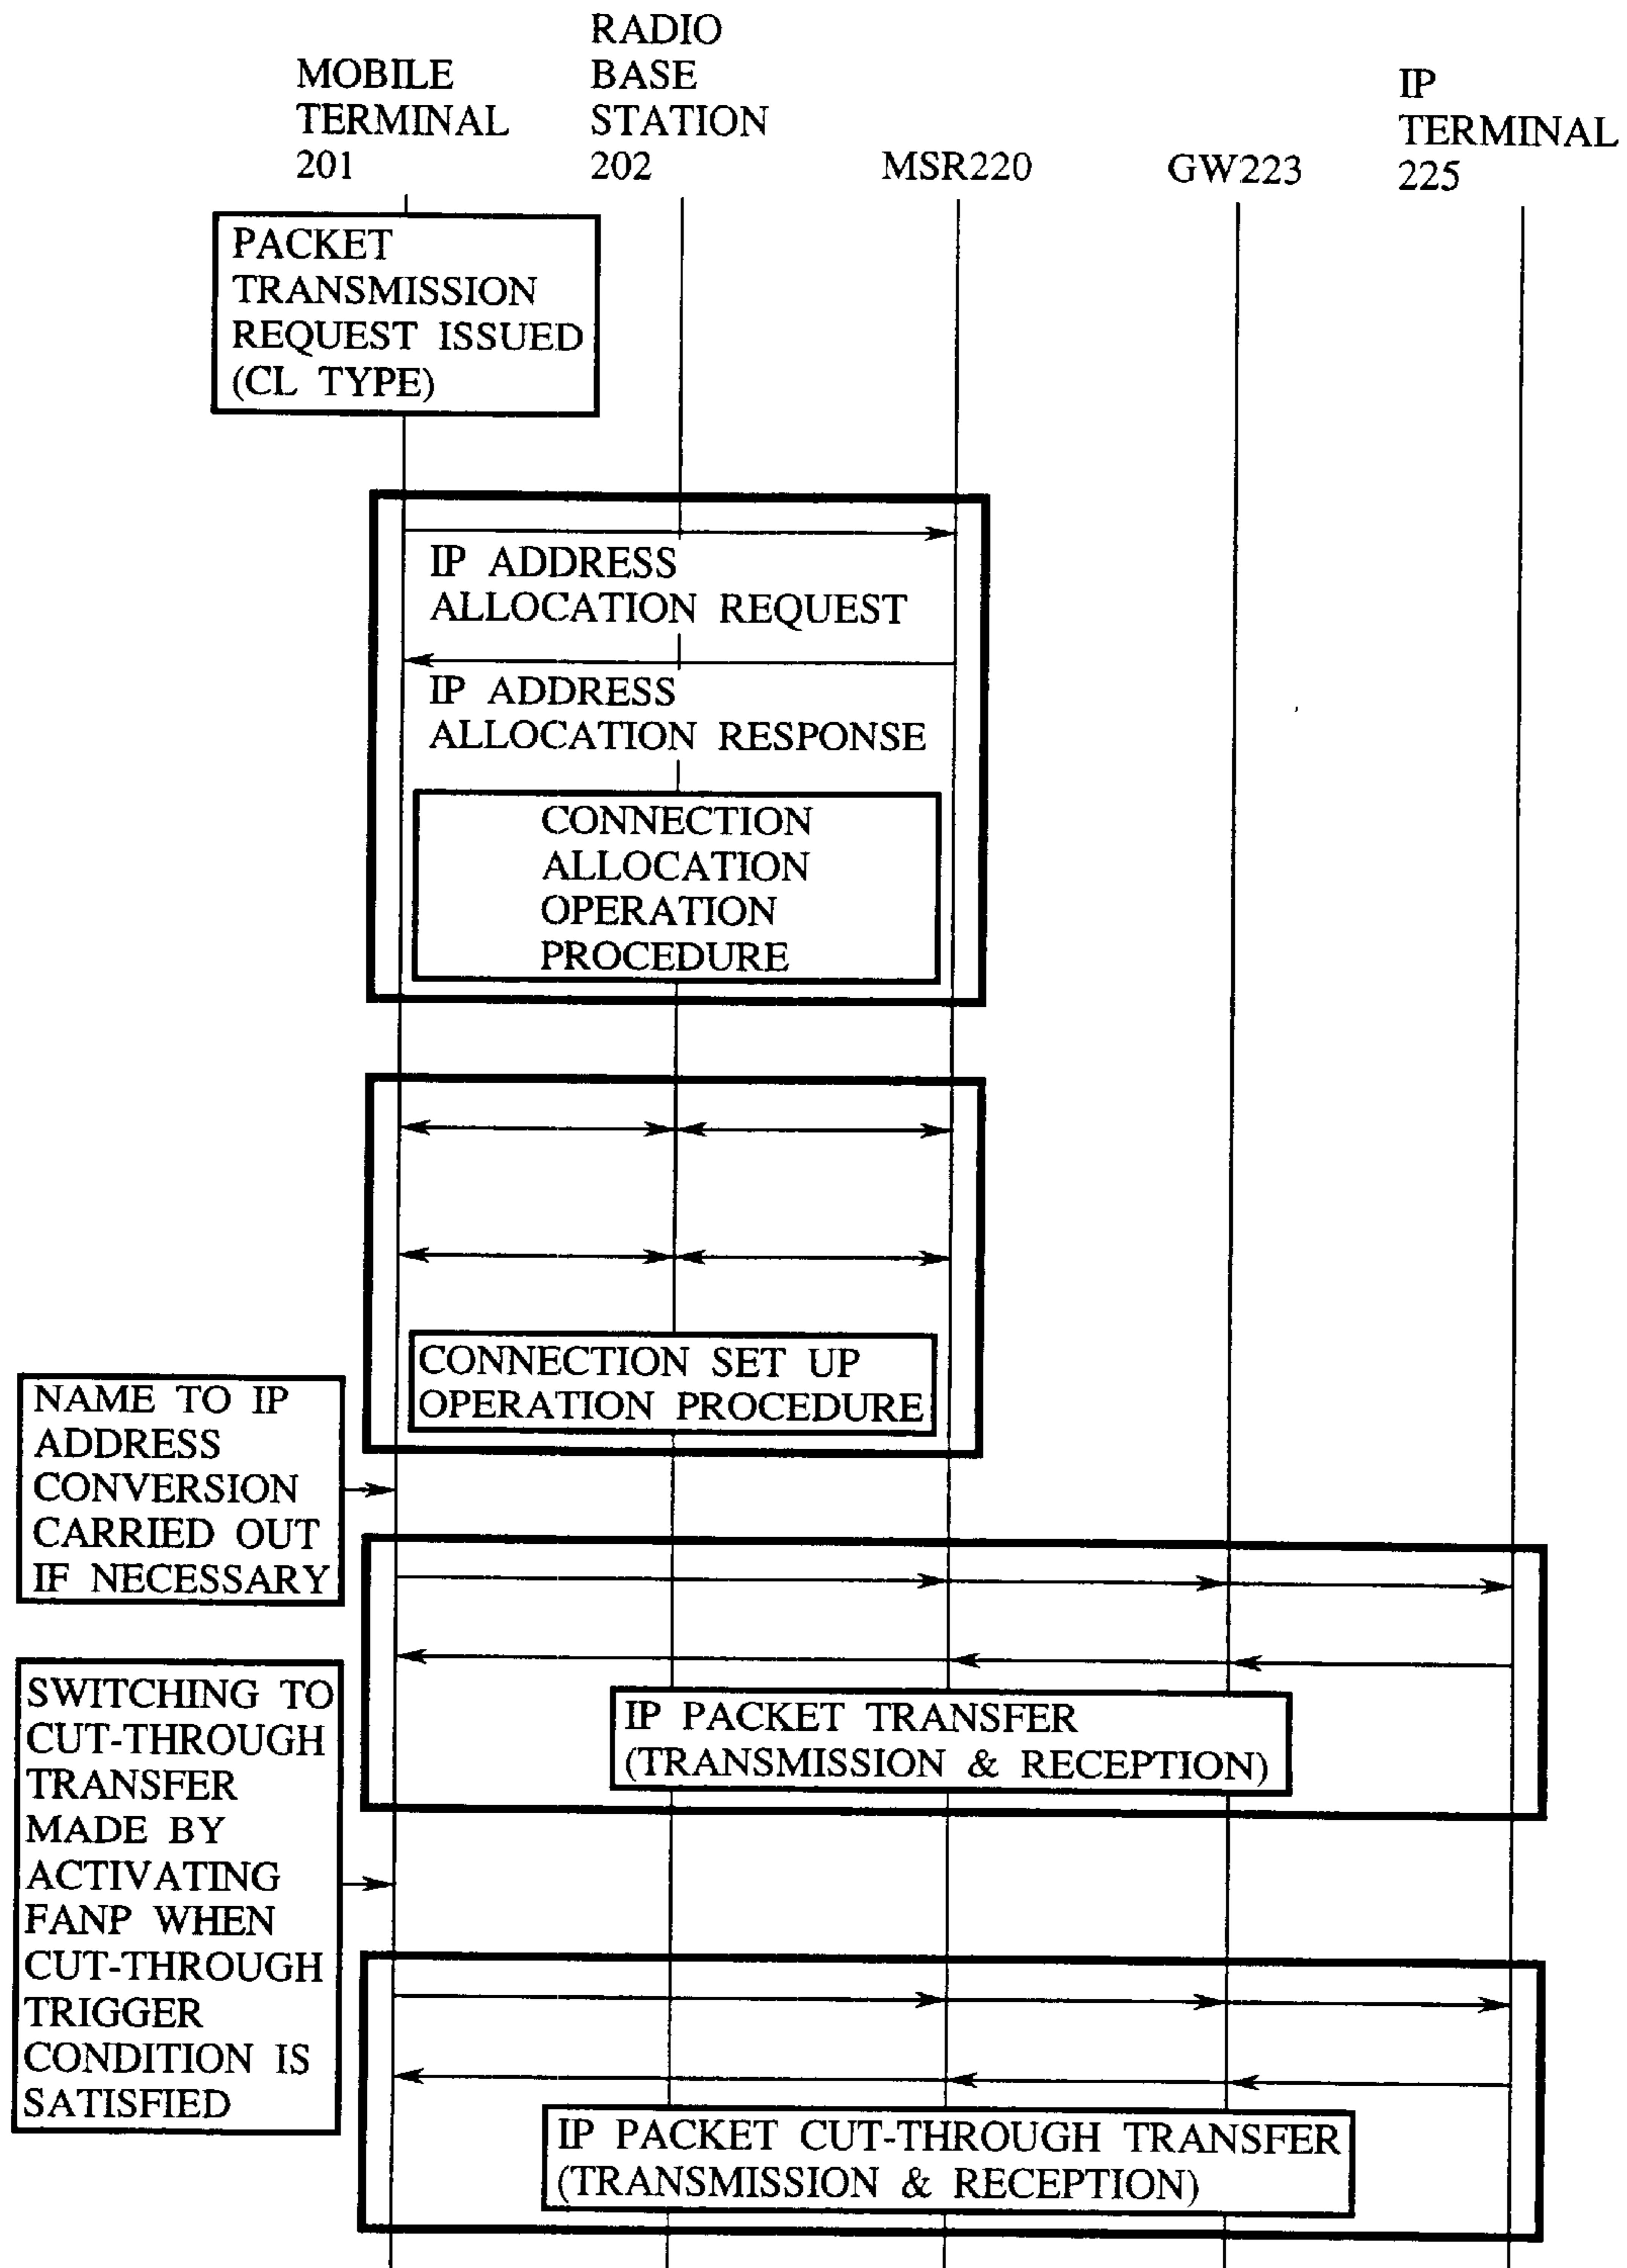 MOBILE
TERMINAL
201
RADIO
BASE
STATION
202
MSR220
GW223
IP
TERMINAL
225
PACKET
TRANSMISSION
REQUEST ISSUED
(CL TYPE)
IP ADDRESS
ALLOCATION REQUEST
IP ADDRESS
ALLOCATION RESPONSE
CONNECTION
ALLOCATION
OPERATION
PROCEDURE
CONNECTION SET UP
OPERATION PROCEDURE
NAME TO IP
ADDRESS
CONVERSION
CARRIED OUT
IF NECESSARY
IP PACKET TRANSFER
(TRANSMISSION & RECEPTION)
SWITCHING TO
CUT-THROUGH
TRANSFER
MADE BY
ACTIVATING
FANP WHEN
CUT-THROUGH
TRIGGER
CONDITION IS
SATISFIED
IP PACKET CUT-THROUGH TRANSFER
(TRANSMISSION & RECEPTION)